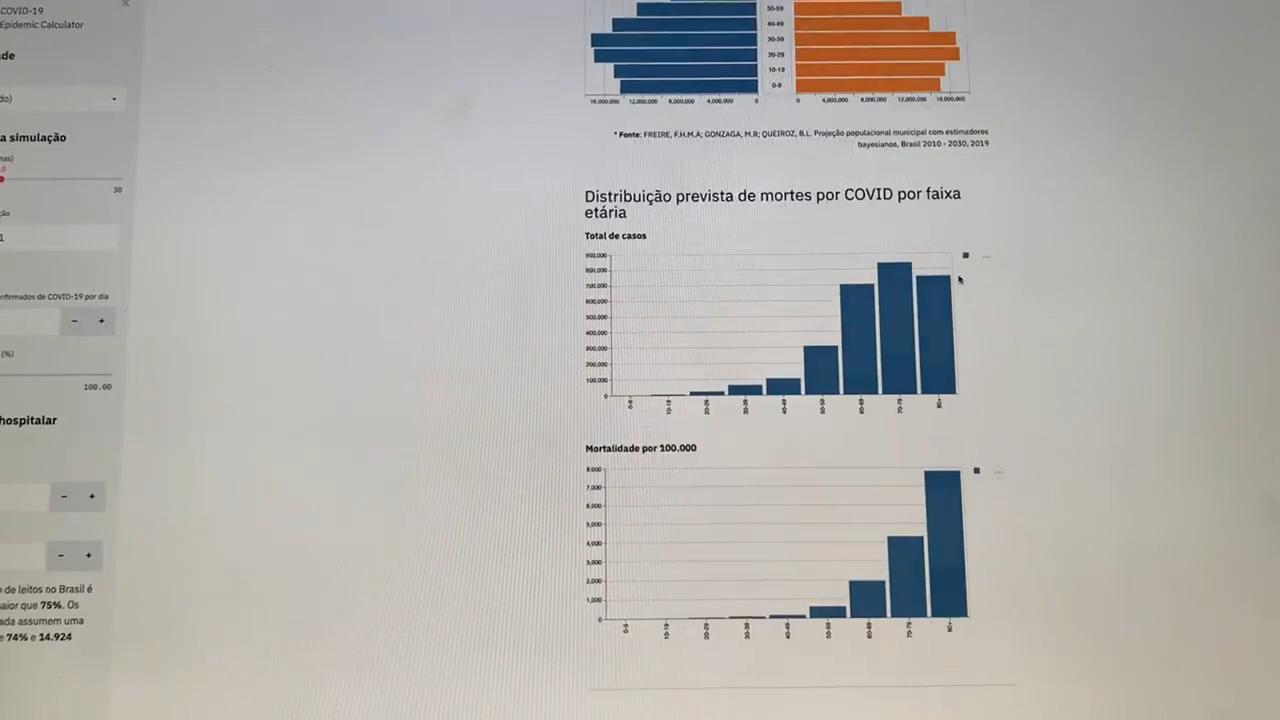 COVID-19
Epidemic Calculator
a simulação
30
1
nfirmados de COVID-19 por dia
- +
(%)
100.00
hospitalar
- +
- +
de leitos no Brasil é
aior que 75%. Os
ada assumem uma
e 74% e 14.924
50-59
40-49
30-39
20-29
10-19
0-9
16,000,000 12,000,000 8,000,000 4,000,000 0
0 4,000,000 8,000,000 12,000,000 16,000,000
* Fonte: FREIRE, F.H.M.A; GONZAGA, M.R; QUEIROZ, B.L. Projeção populacional municipal com estimadores
bayesianos, Brasil 2010 - 2030, 2019
Distribuição prevista de mortes por COVID por faixa
etária
Total de casos
900,000
800,000
700,000
600,000
500,000
400,000
300,000
200,000
100,000
0
0-9 10-19 20-29 30-39 40-49 50-59 60-69 70-79 80+
Mortalidade por 100.000
8,000
7,000
6,000
5,000
4,000
3,000
2,000
1,000
0
0-9 10-19 20-29 30-39 40-49 50-59 60-69 70-79 80+